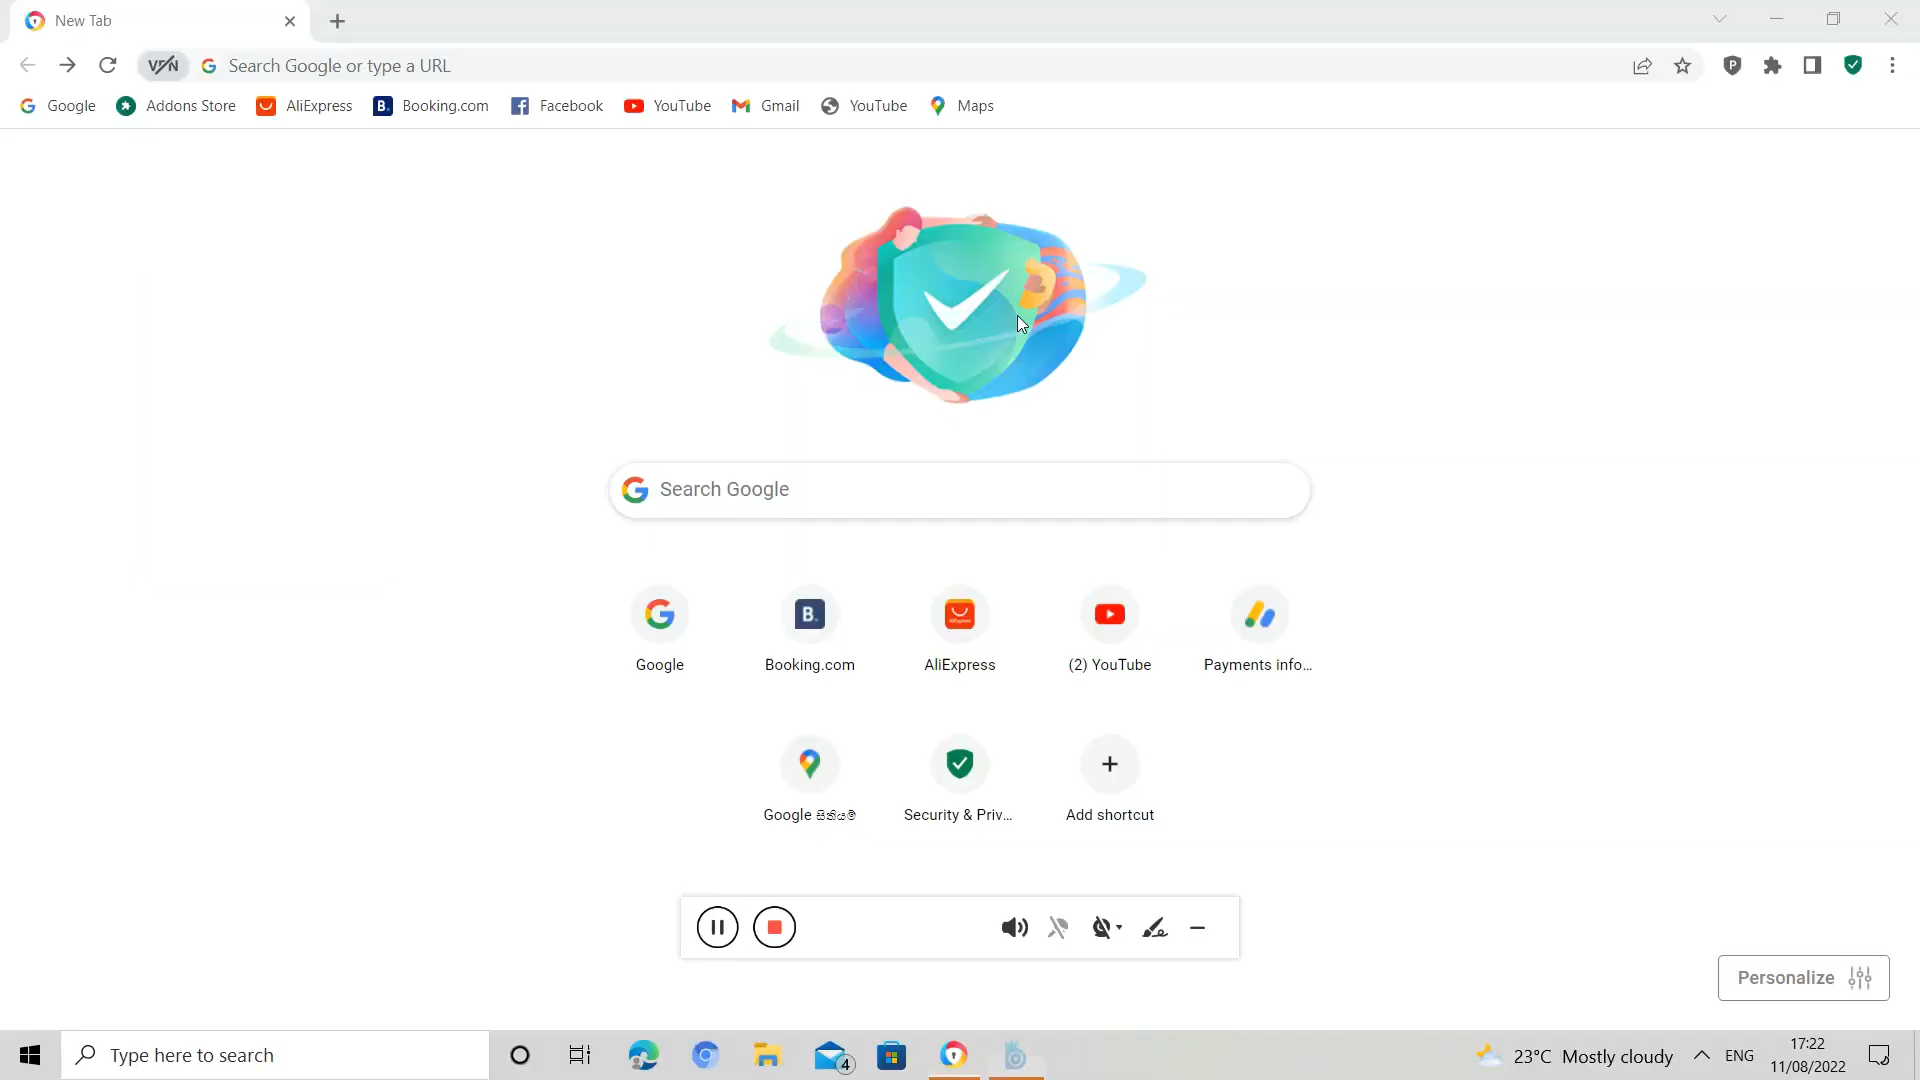 New Tab
VPN Search Google or type a URL
Google Addons Store AliExpress Booking.com Facebook YouTube Gmail YouTube Maps
Search Google
Google Booking.com AliExpress (2) YouTube Payments info...
Google සිතියම් Security & Priv... Add shortcut
Personalize
Type here to search
4
23°C Mostly cloudy ENG
17:22
11/08/2022